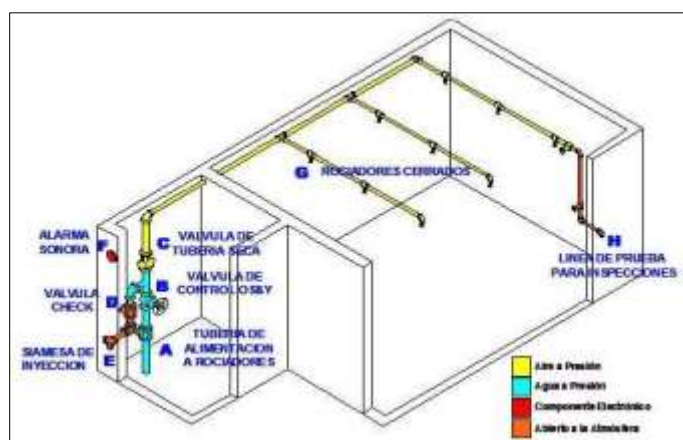 G ROCIADORES CERRADOS
ALARMA
SONORA
F
C VALVULA DE
TUBERIA SECA
H
LINEA DE PRUEBA
PARA INSPECCIONES
B VALVULA DE
CONTROL OS&Y
VALVULA
CHECK
D
SIAMESA DE
INYECCION
E
A TUBERIA DE
ALIMENTACION
A ROCIADORES
Aire a Presión
Agua a Presión
Componente Electrónico
Abierto a la Atmósfera